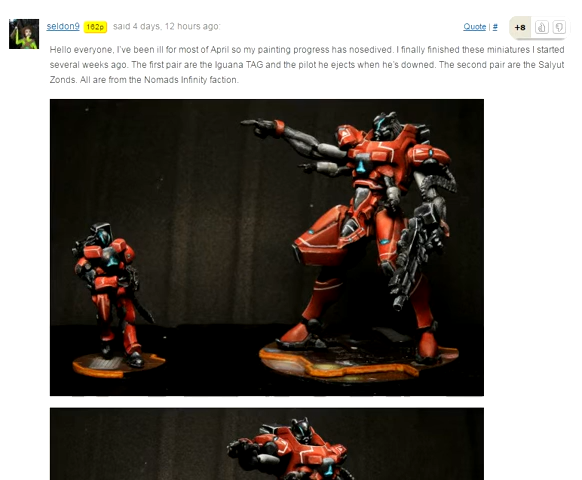 seldon9 162p said 4 days, 12 hours ago: Quote | # +8
Hello everyone, I've been ill for most of April so my painting progress has nosedived. I finally finished these miniatures I started
several weeks ago. The first pair are the Iguana TAG and the pilot he ejects when he's downed. The second pair are the Salyut
Zonds. All are from the Nomads Infinity faction.